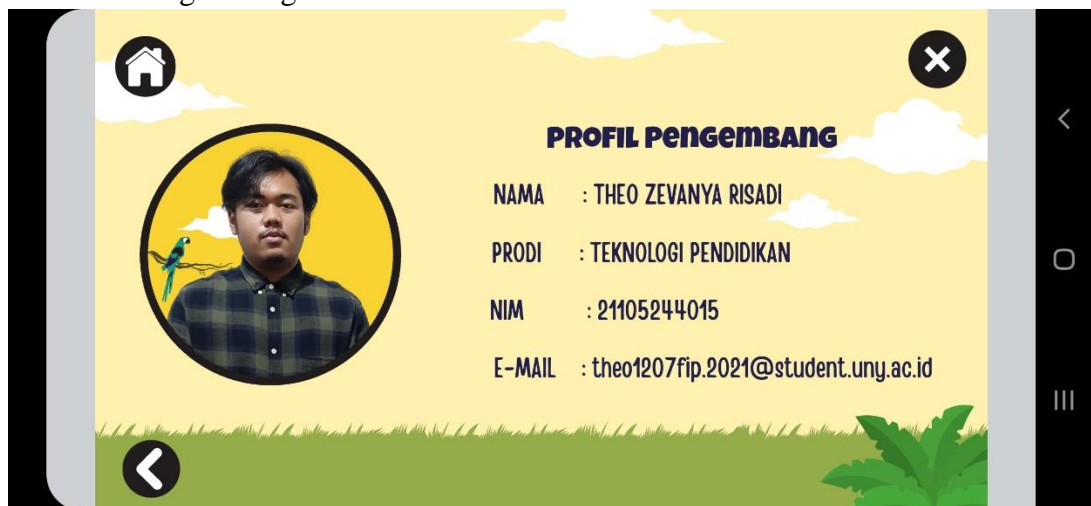 PROFIL PENGEMBANG
NAMA : THEO ZEVANYA RISADI
PRODI : TEKNOLOGI PENDIDIKAN
NIM : 21105244015
E-MAIL : theo1207fip.2021@student.uny.ac.id